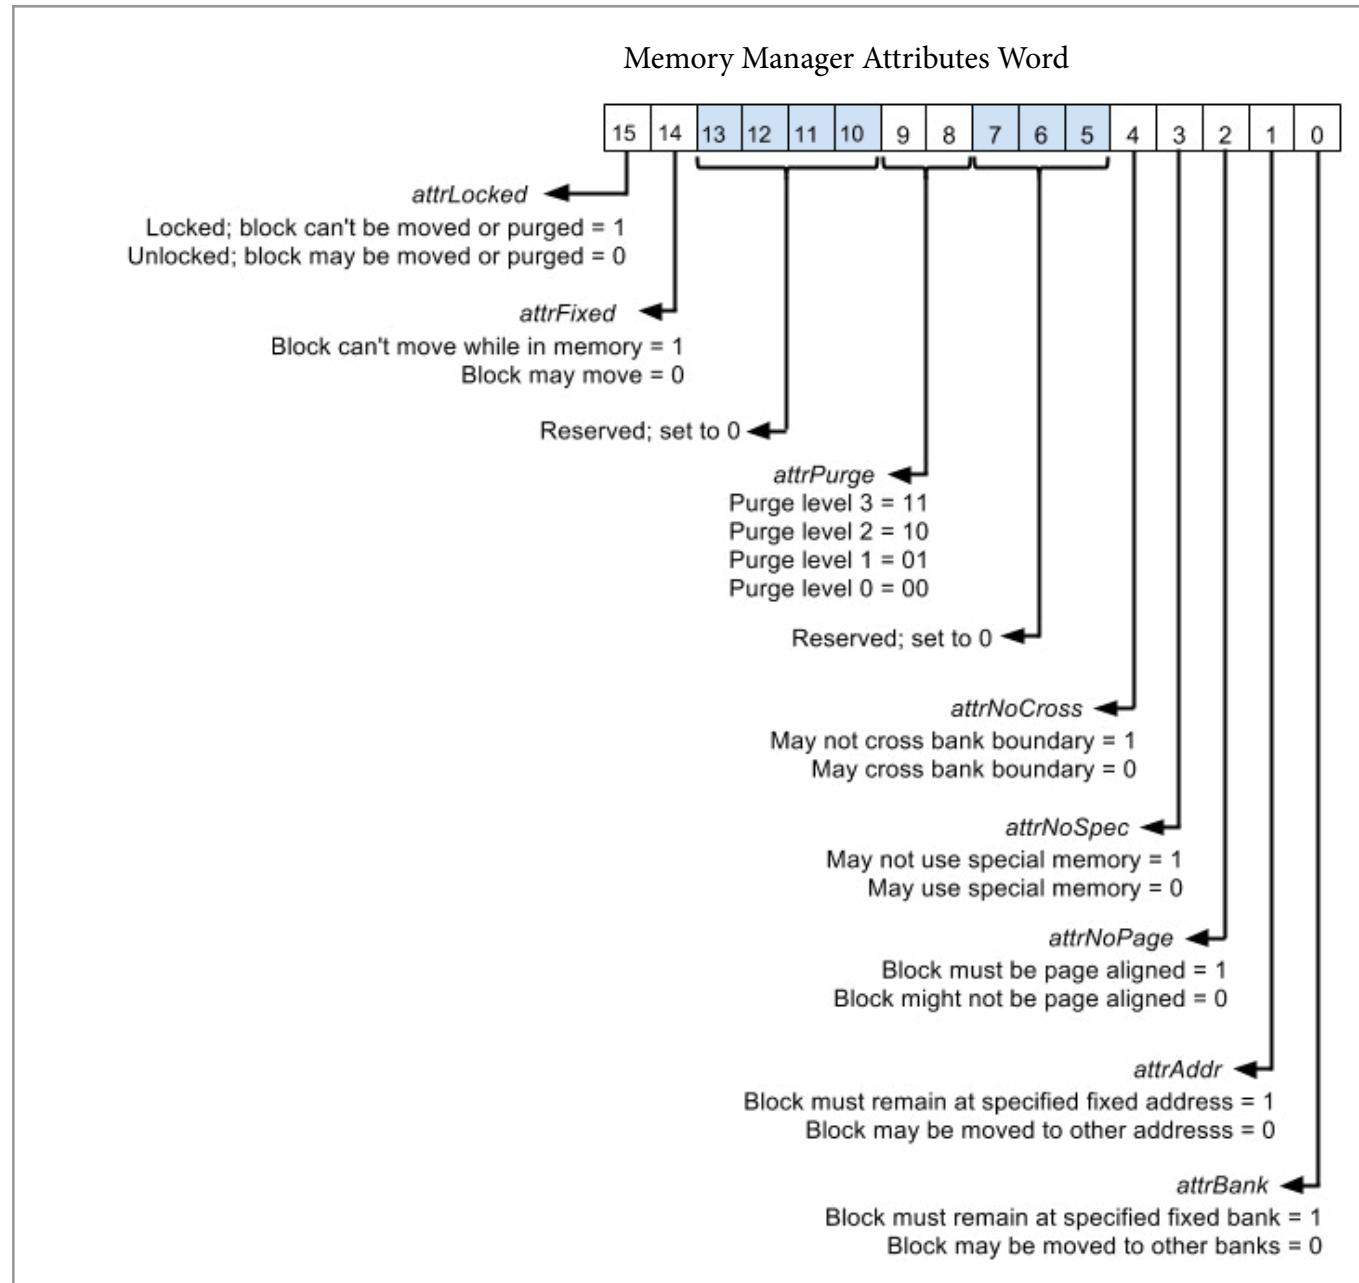 Memory Manager Attributes Word
15 14 13 12 11 10 9 8 7 6 5 4 3 2 1 0
attrLocked
Locked; block can't be moved or purged = 1
Unlocked; block may be moved or purged = 0
attrFixed
Block can't move while in memory = 1
Block may move = 0
Reserved; set to 0
attrPurge
Purge level 3 = 11
Purge level 2 = 10
Purge level 1 = 01
Purge level 0 = 00
Reserved; set to 0
attrNoCross
May not cross bank boundary = 1
May cross bank boundary = 0
attrNoSpec
May not use special memory = 1
May use special memory = 0
attrNoPage
Block must be page aligned = 1
Block might not be page aligned = 0
attrAddr
Block must remain at specified fixed address = 1
Block may be moved to other addresss = 0
attrBank
Block must remain at specified fixed bank = 1
Block may be moved to other banks = 0